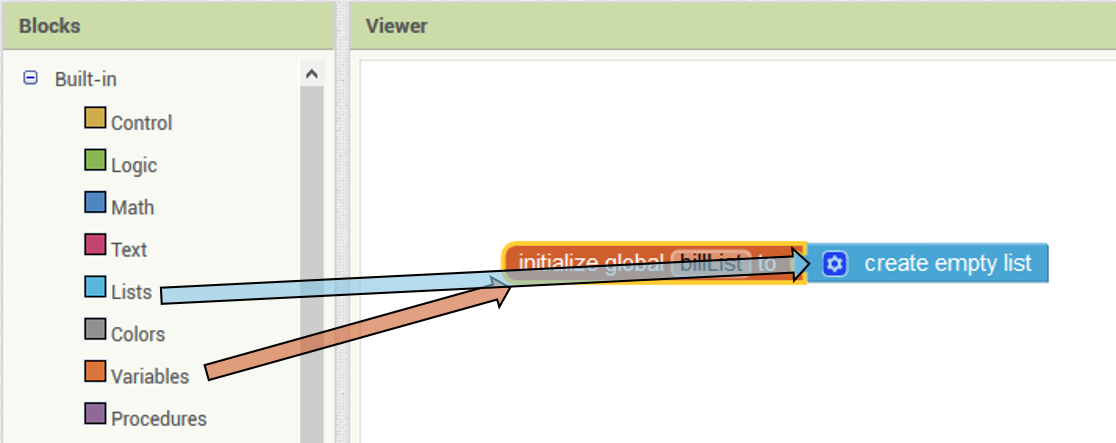 Blocks
Viewer
Built-in
Control
Logic
Math
Text
Lists
Colors
Variables
Procedures
initialize global billList to create empty list